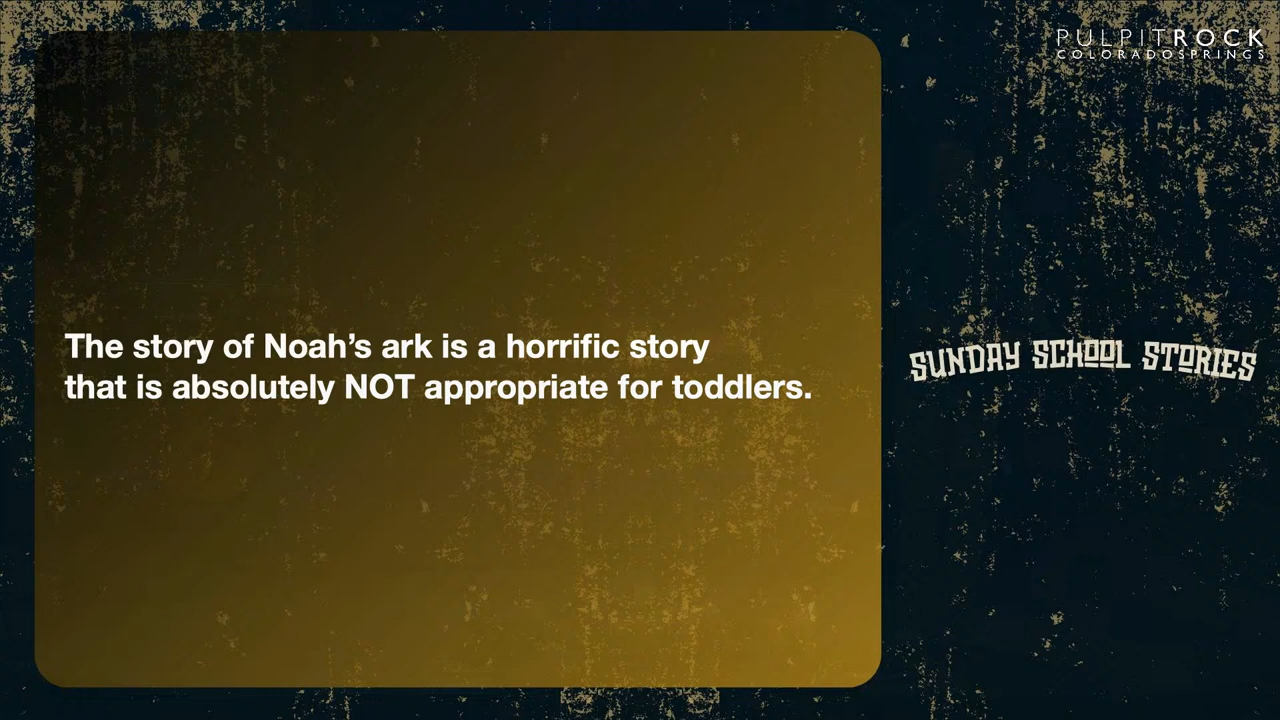 PULPITROCK
COLORADOSPRINGS
The story of Noah’s ark is a horrific story
that is absolutely NOT appropriate for toddlers.
SUNDAY SCHOOL STORIES